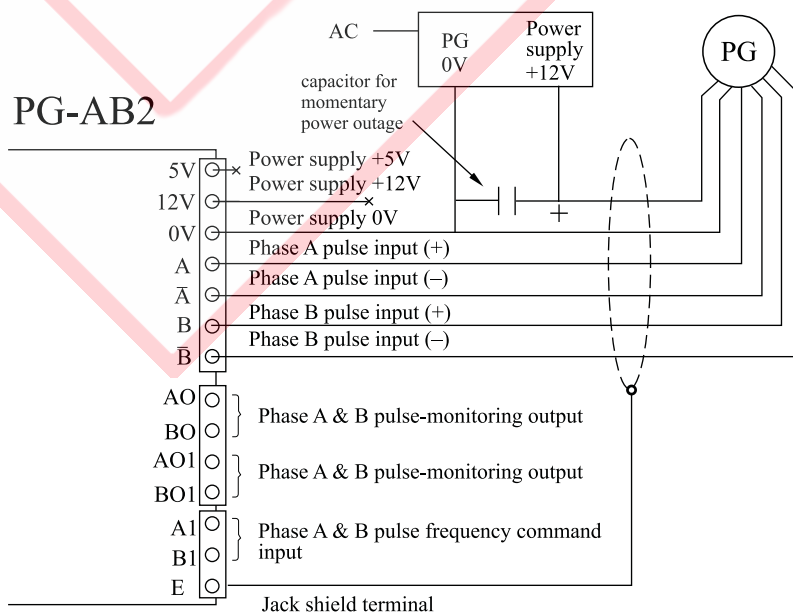 AC
PG
0V
Power
supply
+12V
PG
capacitor for
momentary
power outage
PG-AB2
5V
Power supply +5V
12V
Power supply +12V
0V
Power supply 0V
A
Phase A pulse input (+)
A̅
Phase A pulse input (–)
B
Phase B pulse input (+)
B̅
Phase B pulse input (–)
AO
BO
Phase A & B pulse-monitoring output
AO1
BO1
Phase A & B pulse-monitoring output
A1
B1
Phase A & B pulse frequency command
input
E
Jack shield terminal